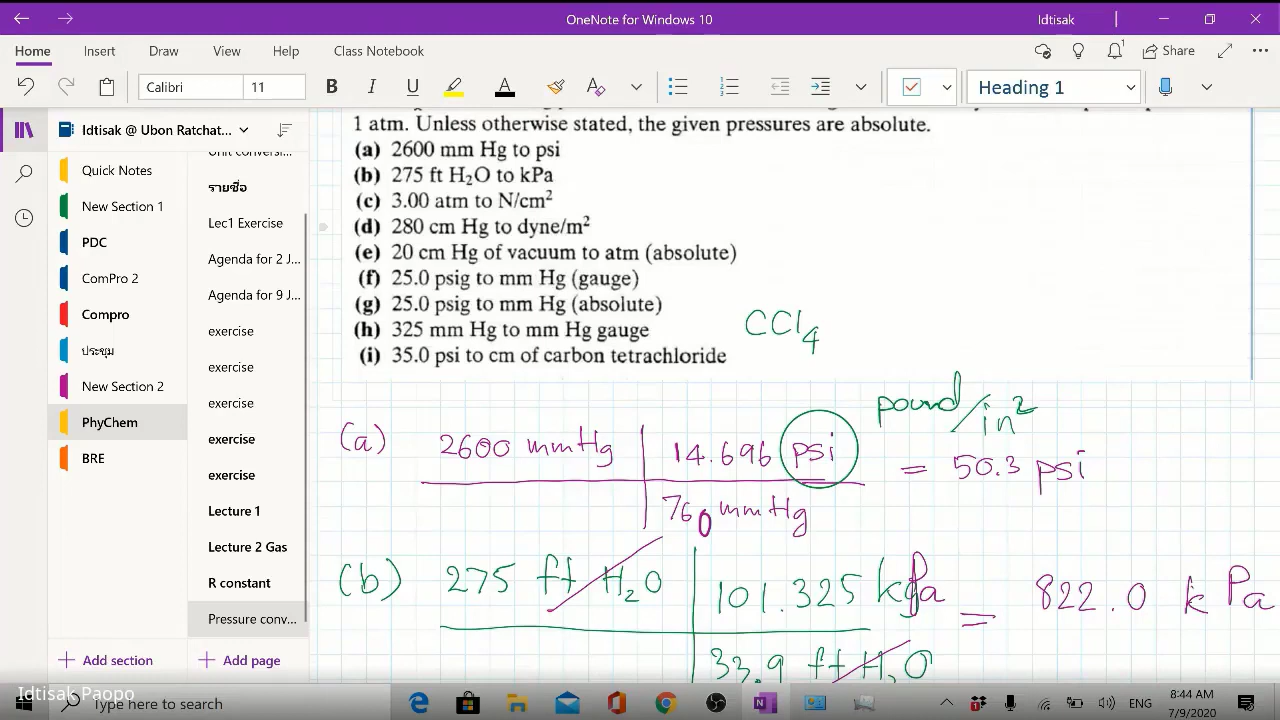 OneNote for Windows 10
Idtisak
Home Insert Draw View Help Class Notebook
Share
Calibri 11 B I U A Heading 1
Idtisak @ Ubon Ratchat...
Quick Notes
New Section 1
PDC
ComPro 2
Compro
ประชุม
New Section 2
PhyChem
BRE
Add section
รายชื่อ
Lec1 Exercise
Agenda for 2 J...
Agenda for 9 J...
exercise
exercise
exercise
exercise
exercise
Lecture 1
Lecture 2 Gas
R constant
Pressure conv...
Add page
1 atm. Unless otherwise stated, the given pressures are absolute.
(a) 2600 mm Hg to psi
(b) 275 ft H₂O to kPa
(c) 3.00 atm to N/cm²
(d) 280 cm Hg to dyne/m²
(e) 20 cm Hg of vacuum to atm (absolute)
(f) 25.0 psig to mm Hg (gauge)
(g) 25.0 psig to mm Hg (absolute)
(h) 325 mm Hg to mm Hg gauge
(i) 35.0 psi to cm of carbon tetrachloride
CCl₄
pound/in²
(a) 2600 mmHg 14.696 psi = 50.3 psi
760 mmHg
(b) 275 ft H₂O 101.325 kPa = 822.0 kPa
33.9 ft H₂O
Idtisak Paopo
Type here to search
ENG
8:44 AM
7/9/2020